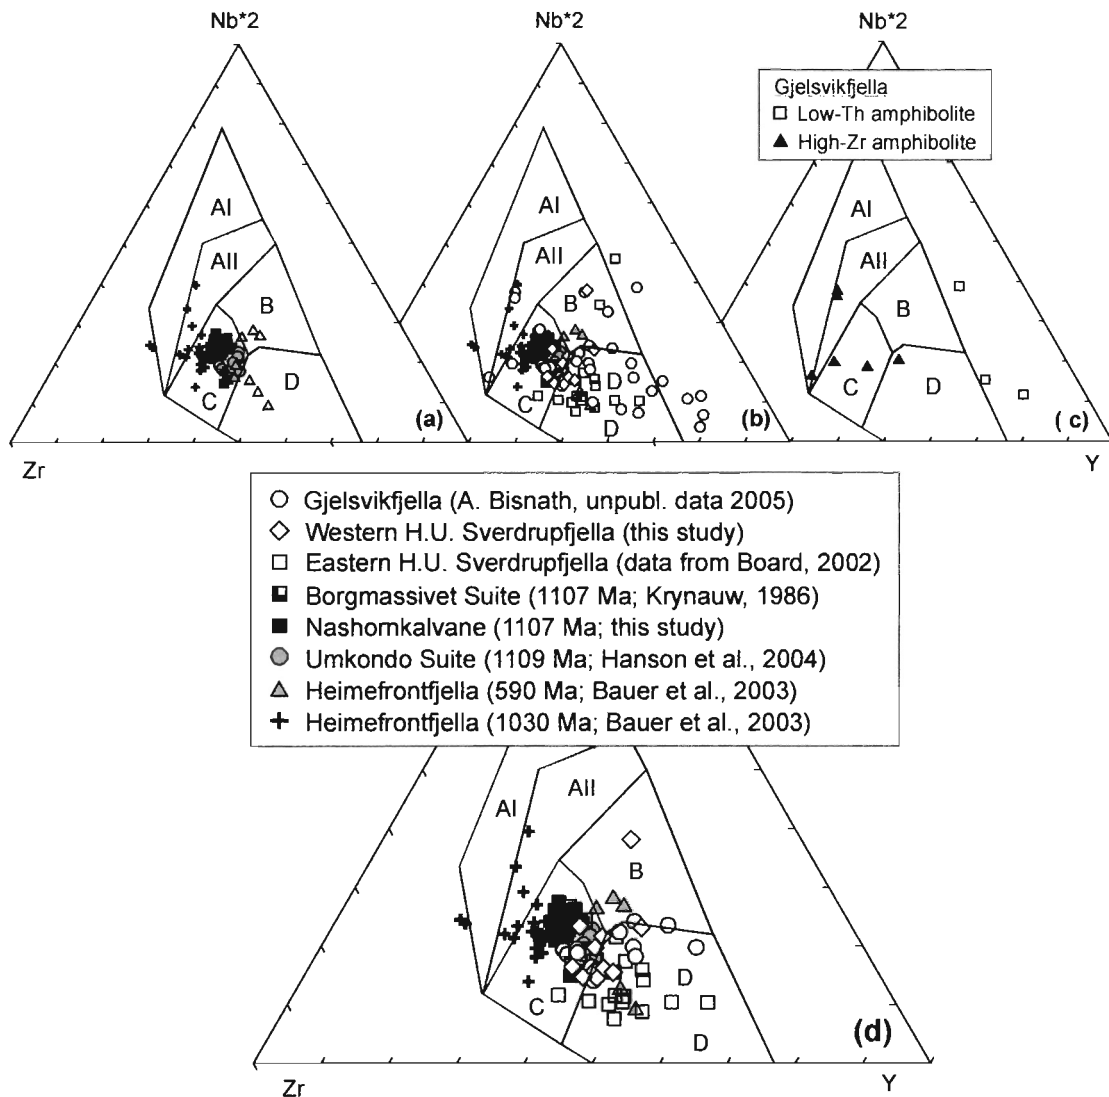 Nb*2
Nb*2
Nb*2
Gjelsvikfjella
Low-Th amphibolite
High-Zr amphibolite
AI
AII
B
C
D
(a)
AI
AII
B
D
C
D
(b)
AI
AII
B
C
D
( c)
Zr
Y
Gjelsvikfjella (A. Bisnath, unpubl. data 2005)
Western H.U. Sverdrupfjella (this study)
Eastern H.U. Sverdrupfjella (data from Board, 2002)
Borgmassivet Suite (1107 Ma; Krynauw, 1986)
Nashornkalvane (1107 Ma; this study)
Umkondo Suite (1109 Ma; Hanson et al., 2004)
Heimefrontfjella (590 Ma; Bauer et al., 2003)
Heimefrontfjella (1030 Ma; Bauer et al., 2003)
AI
AII
B
C
D
D
(d)
Zr
Y